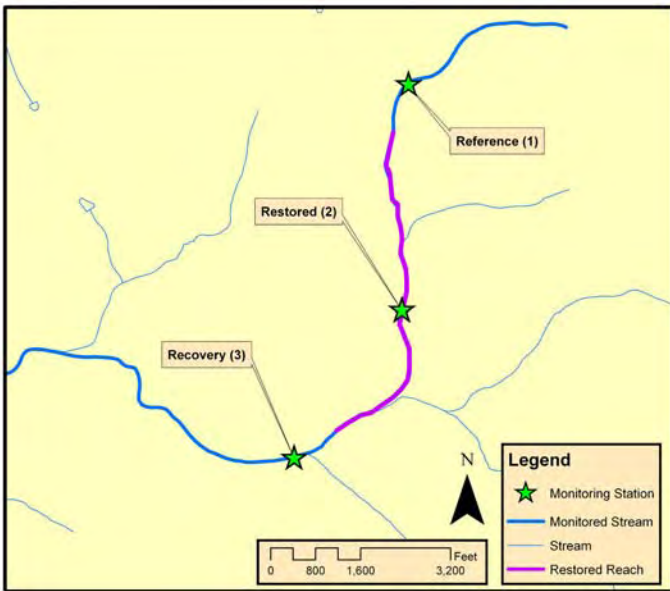 Reference (1)
Restored (2)
Recovery (3)
N
Legend
Monitoring Station
Monitored Stream
Stream
Restored Reach
Feet
0 800 1,600 3,200